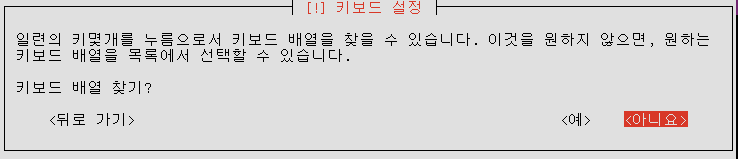 [!] 키보드 설정
일련의 키몇개를 누름으로서 키보드 배열을 찾을 수 있습니다. 이것을 원하지 않으면, 원하는
키보드 배열을 목록에서 선택할 수 있습니다.
키보드 배열 찾기?
<뒤로 가기> <예> <아니요>